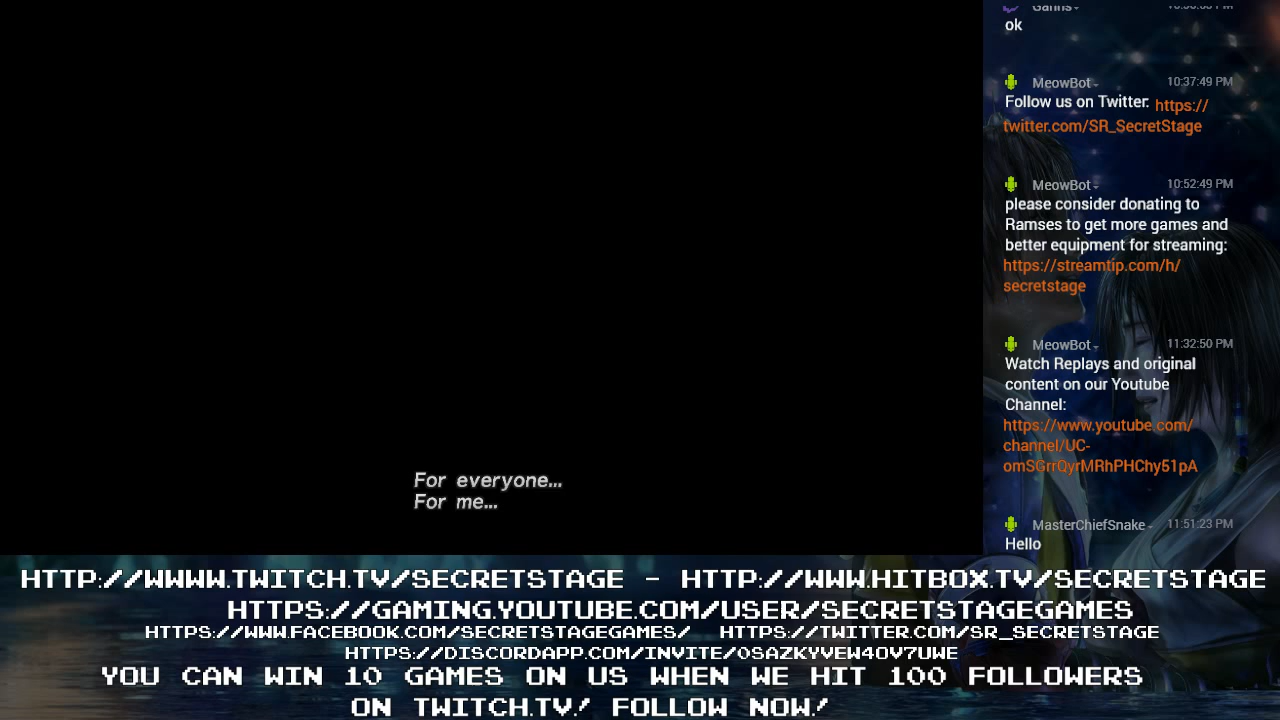 For everyone...
For me...
Ganns
ok
MeowBot 10:37:49 PM
Follow us on Twitter: https://
twitter.com/SR_SecretStage
MeowBot 10:52:49 PM
please consider donating to
Ramses to get more games and
better equipment for streaming:
https://streamtip.com/h/
secretstage
MeowBot 11:32:50 PM
Watch Replays and original
content on our Youtube
Channel:
https://www.youtube.com/
channel/UC-
omSGrrQyrMRhPHChy51pA
MasterChiefSnake 11:51:23 PM
Hello
HTTP://WWWW.TWITCH.TV/SECRETSTAGE - HTTP://WWW.HITBOX.TV/SECRETSTAGE
HTTPS://GAMING.YOUTUBE.COM/USER/SECRETSTAGEGAMES
HTTPS://WWW.FACEBOOK.COM/SECRETSTAGEGAMES/ HTTPS://TWITTER.COM/SR_SECRETSTAGE
HTTPS://DISCORDAPP.COM/INVITE/0SAZKYVEW4OV7UWE
YOU CAN WIN 10 GAMES ON US WHEN WE HIT 100 FOLLOWERS
ON TWITCH.TV! FOLLOW NOW!